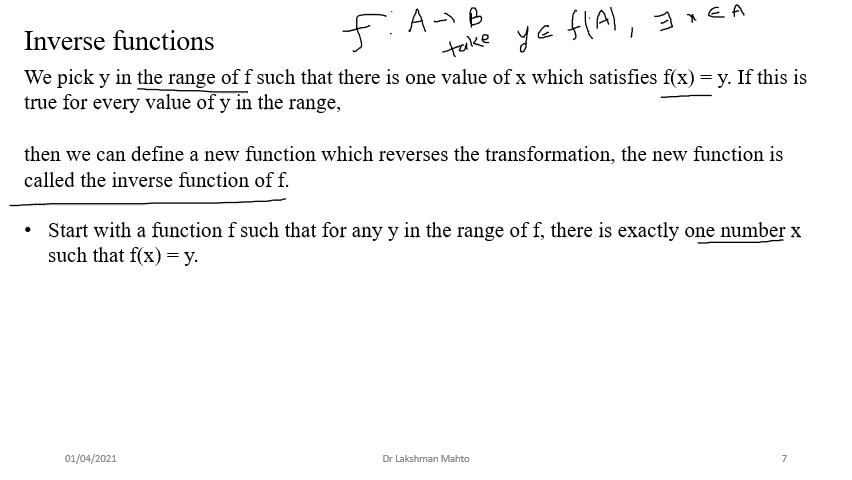 f : A → B
take y ∈ f(A), ∃ x ∈ A
Inverse functions
We pick y in the range of f such that there is one value of x which satisfies f(x) = y. If this is
true for every value of y in the range,
then we can define a new function which reverses the transformation, the new function is
called the inverse function of f.
• Start with a function f such that for any y in the range of f, there is exactly one number x
such that f(x) = y.
01/04/2021
Dr Lakshman Mahto
7